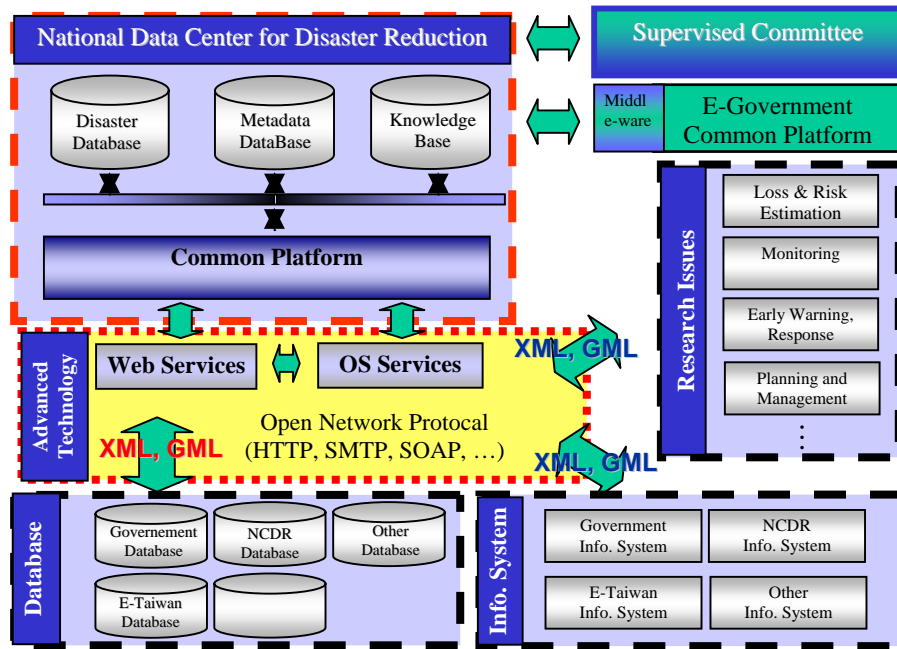 National Data Center for Disaster Reduction
Supervised Committee
Disaster
Database
Metadata
DataBase
Knowledge
Base
Middl
e-ware
E-Government
Common Platform
Common Platform
Research Issues
Loss & Risk
Estimation
Monitoring
Early Warning,
Response
Planning and
Management
...
Advanced
Technology
Web Services
OS Services
XML, GML
Open Network Protocal
(HTTP, SMTP, SOAP, …)
XML, GML
XML, GML
Database
Governement
Database
NCDR
Database
Other
Database
E-Taiwan
Database
Info. System
Government
Info. System
NCDR
Info. System
E-Taiwan
Info. System
Other
Info. System